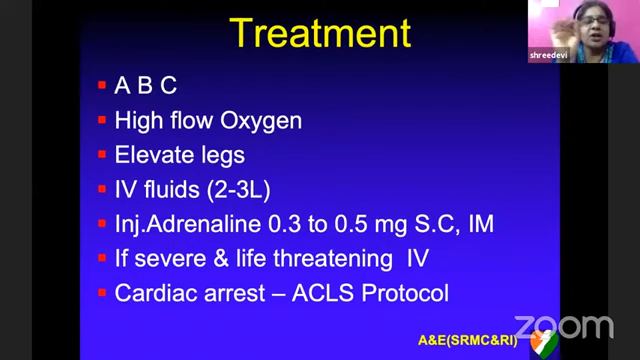 Treatment
A B C
High flow Oxygen
Elevate legs
IV fluids (2-3L)
Inj.Adrenaline 0.3 to 0.5 mg S.C, IM
If severe & life threatening IV
Cardiac arrest – ACLS Protocol
A&E(SRMC&RI)
shreedevi
zoom